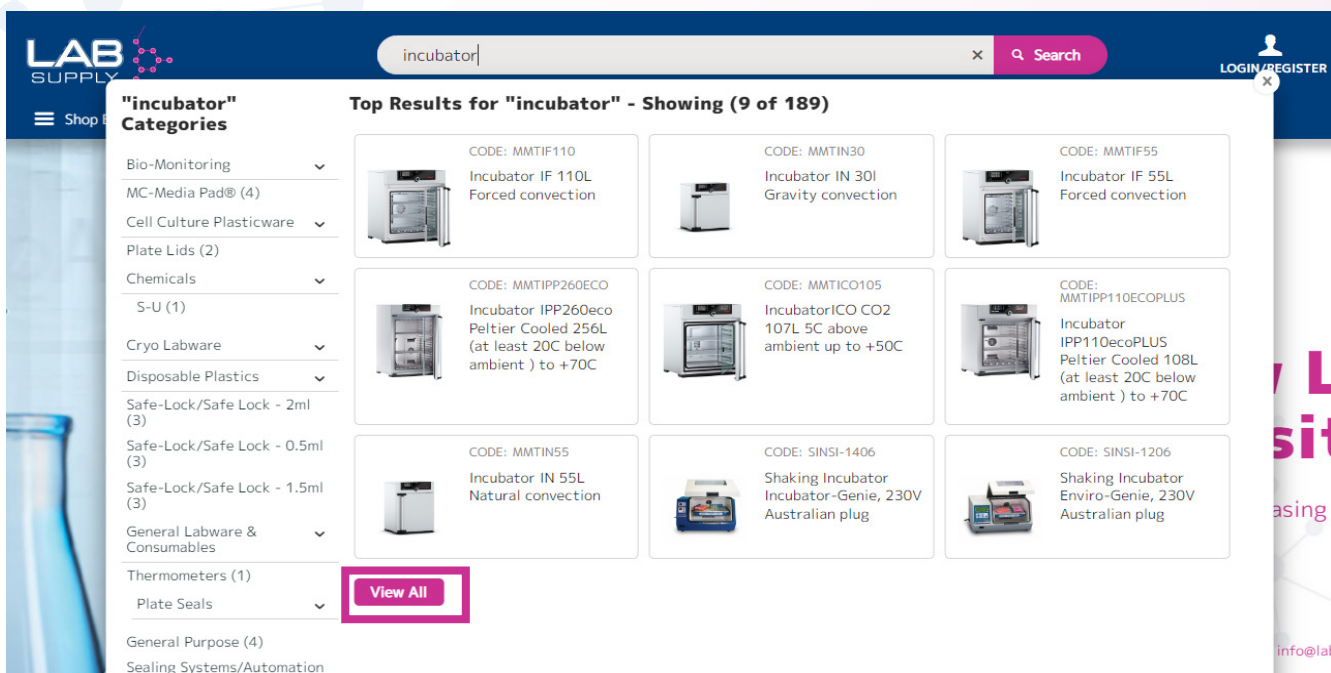 LAB
SUPPLY
incubator
×
Search
LOGIN/REGISTER
Shop
×
"incubator"
Categories
Bio-Monitoring
MC-Media Pad® (4)
Cell Culture Plasticware
Plate Lids (2)
Chemicals
S-U (1)
Cryo Labware
Disposable Plastics
Safe-Lock/Safe Lock - 2ml
(3)
Safe-Lock/Safe Lock - 0.5ml
(3)
Safe-Lock/Safe Lock - 1.5ml
(3)
General Labware &
Consumables
Thermometers (1)
Plate Seals
General Purpose (4)
Sealing Systems/Automation
Top Results for "incubator" - Showing (9 of 189)
CODE: MMTIF110
Incubator IF 110L
Forced convection
CODE: MMTIN30
Incubator IN 30l
Gravity convection
CODE: MMTIF55
Incubator IF 55L
Forced convection
CODE: MMTIPP260ECO
Incubator IPP260eco
Peltier Cooled 256L
(at least 20C below
ambient ) to +70C
CODE: MMTICO105
IncubatorICO CO2
107L 5C above
ambient up to +50C
CODE:
MMTIPP110ECOPLUS
Incubator
IPP110ecoPLUS
Peltier Cooled 108L
(at least 20C below
ambient ) to +70C
CODE: MMTIN55
Incubator IN 55L
Natural convection
CODE: SINSI-1406
Shaking Incubator
Incubator-Genie, 230V
Australian plug
CODE: SINSI-1206
Shaking Incubator
Enviro-Genie, 230V
Australian plug
View All
L
sit
asing
info@lab